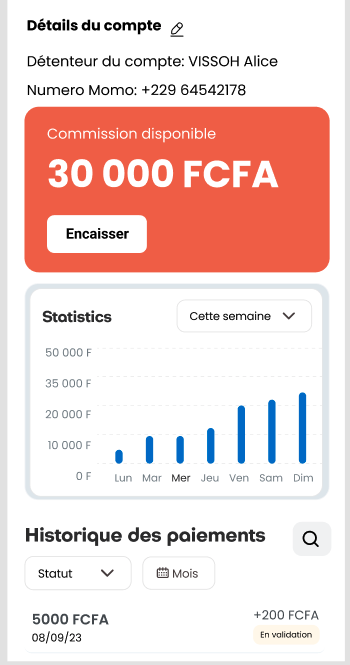 Détails du compte
Détenteur du compte: VISSOH Alice
Numero Momo: +229 64542178
Commission disponible
30 000 FCFA
Encaisser
Statistics
Cette semaine
50 000 F
35 000 F
20 000 F
10 000 F
0 F
Lun Mar Mer Jeu Ven Sam Dim
Historique des paiements
Statut
Mois
5000 FCFA
+200 FCFA
08/09/23
En validation